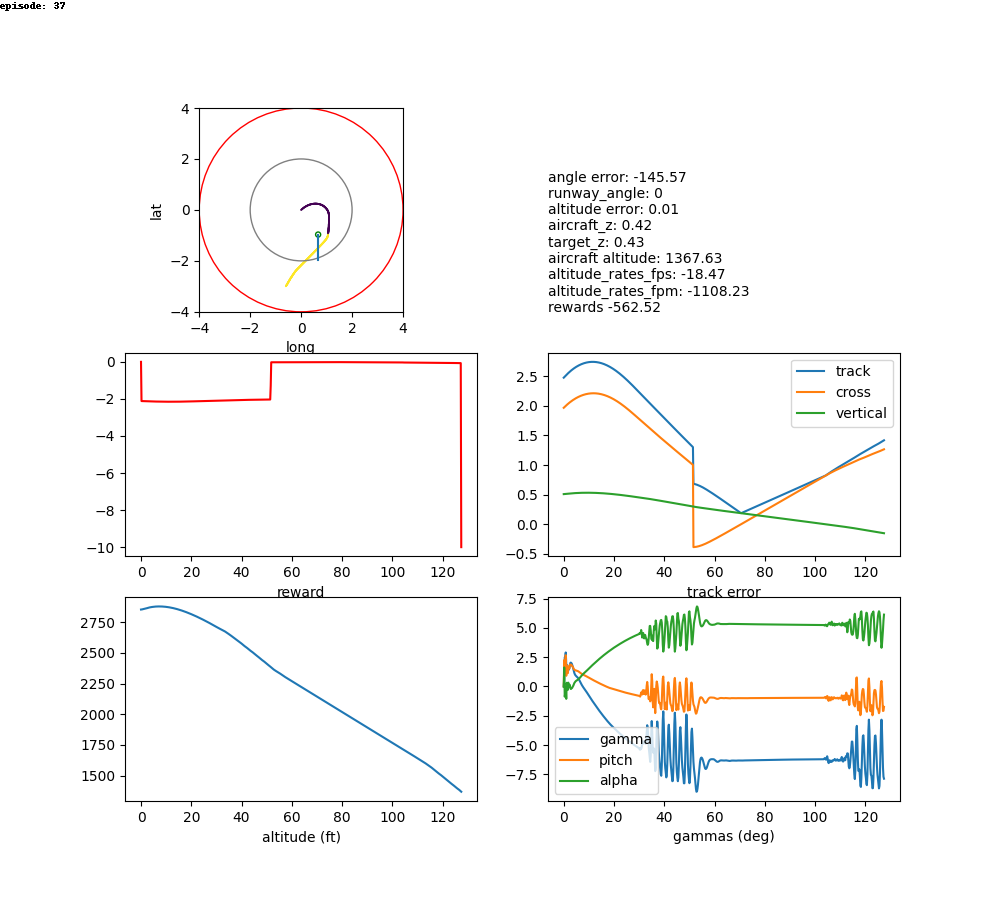 episode: 37
4
2
0
−2
−4
lat
−4 −2 0 2 4
long
angle error: -145.57
runway_angle: 0
altitude error: 0.01
aircraft_z: 0.42
target_z: 0.43
aircraft altitude: 1367.63
altitude_rates_fps: -18.47
altitude_rates_fpm: -1108.23
rewards -562.52
0
−2
−4
−6
−8
−10
0 20 40 60 80 100 120
reward
2.5
2.0
1.5
1.0
0.5
0.0
−0.5
track
cross
vertical
0 20 40 60 80 100 120
track error
2750
2500
2250
2000
1750
1500
0 20 40 60 80 100 120
altitude (ft)
7.5
5.0
2.5
0.0
−2.5
−5.0
−7.5
gamma
pitch
alpha
0 20 40 60 80 100 120
gammas (deg)